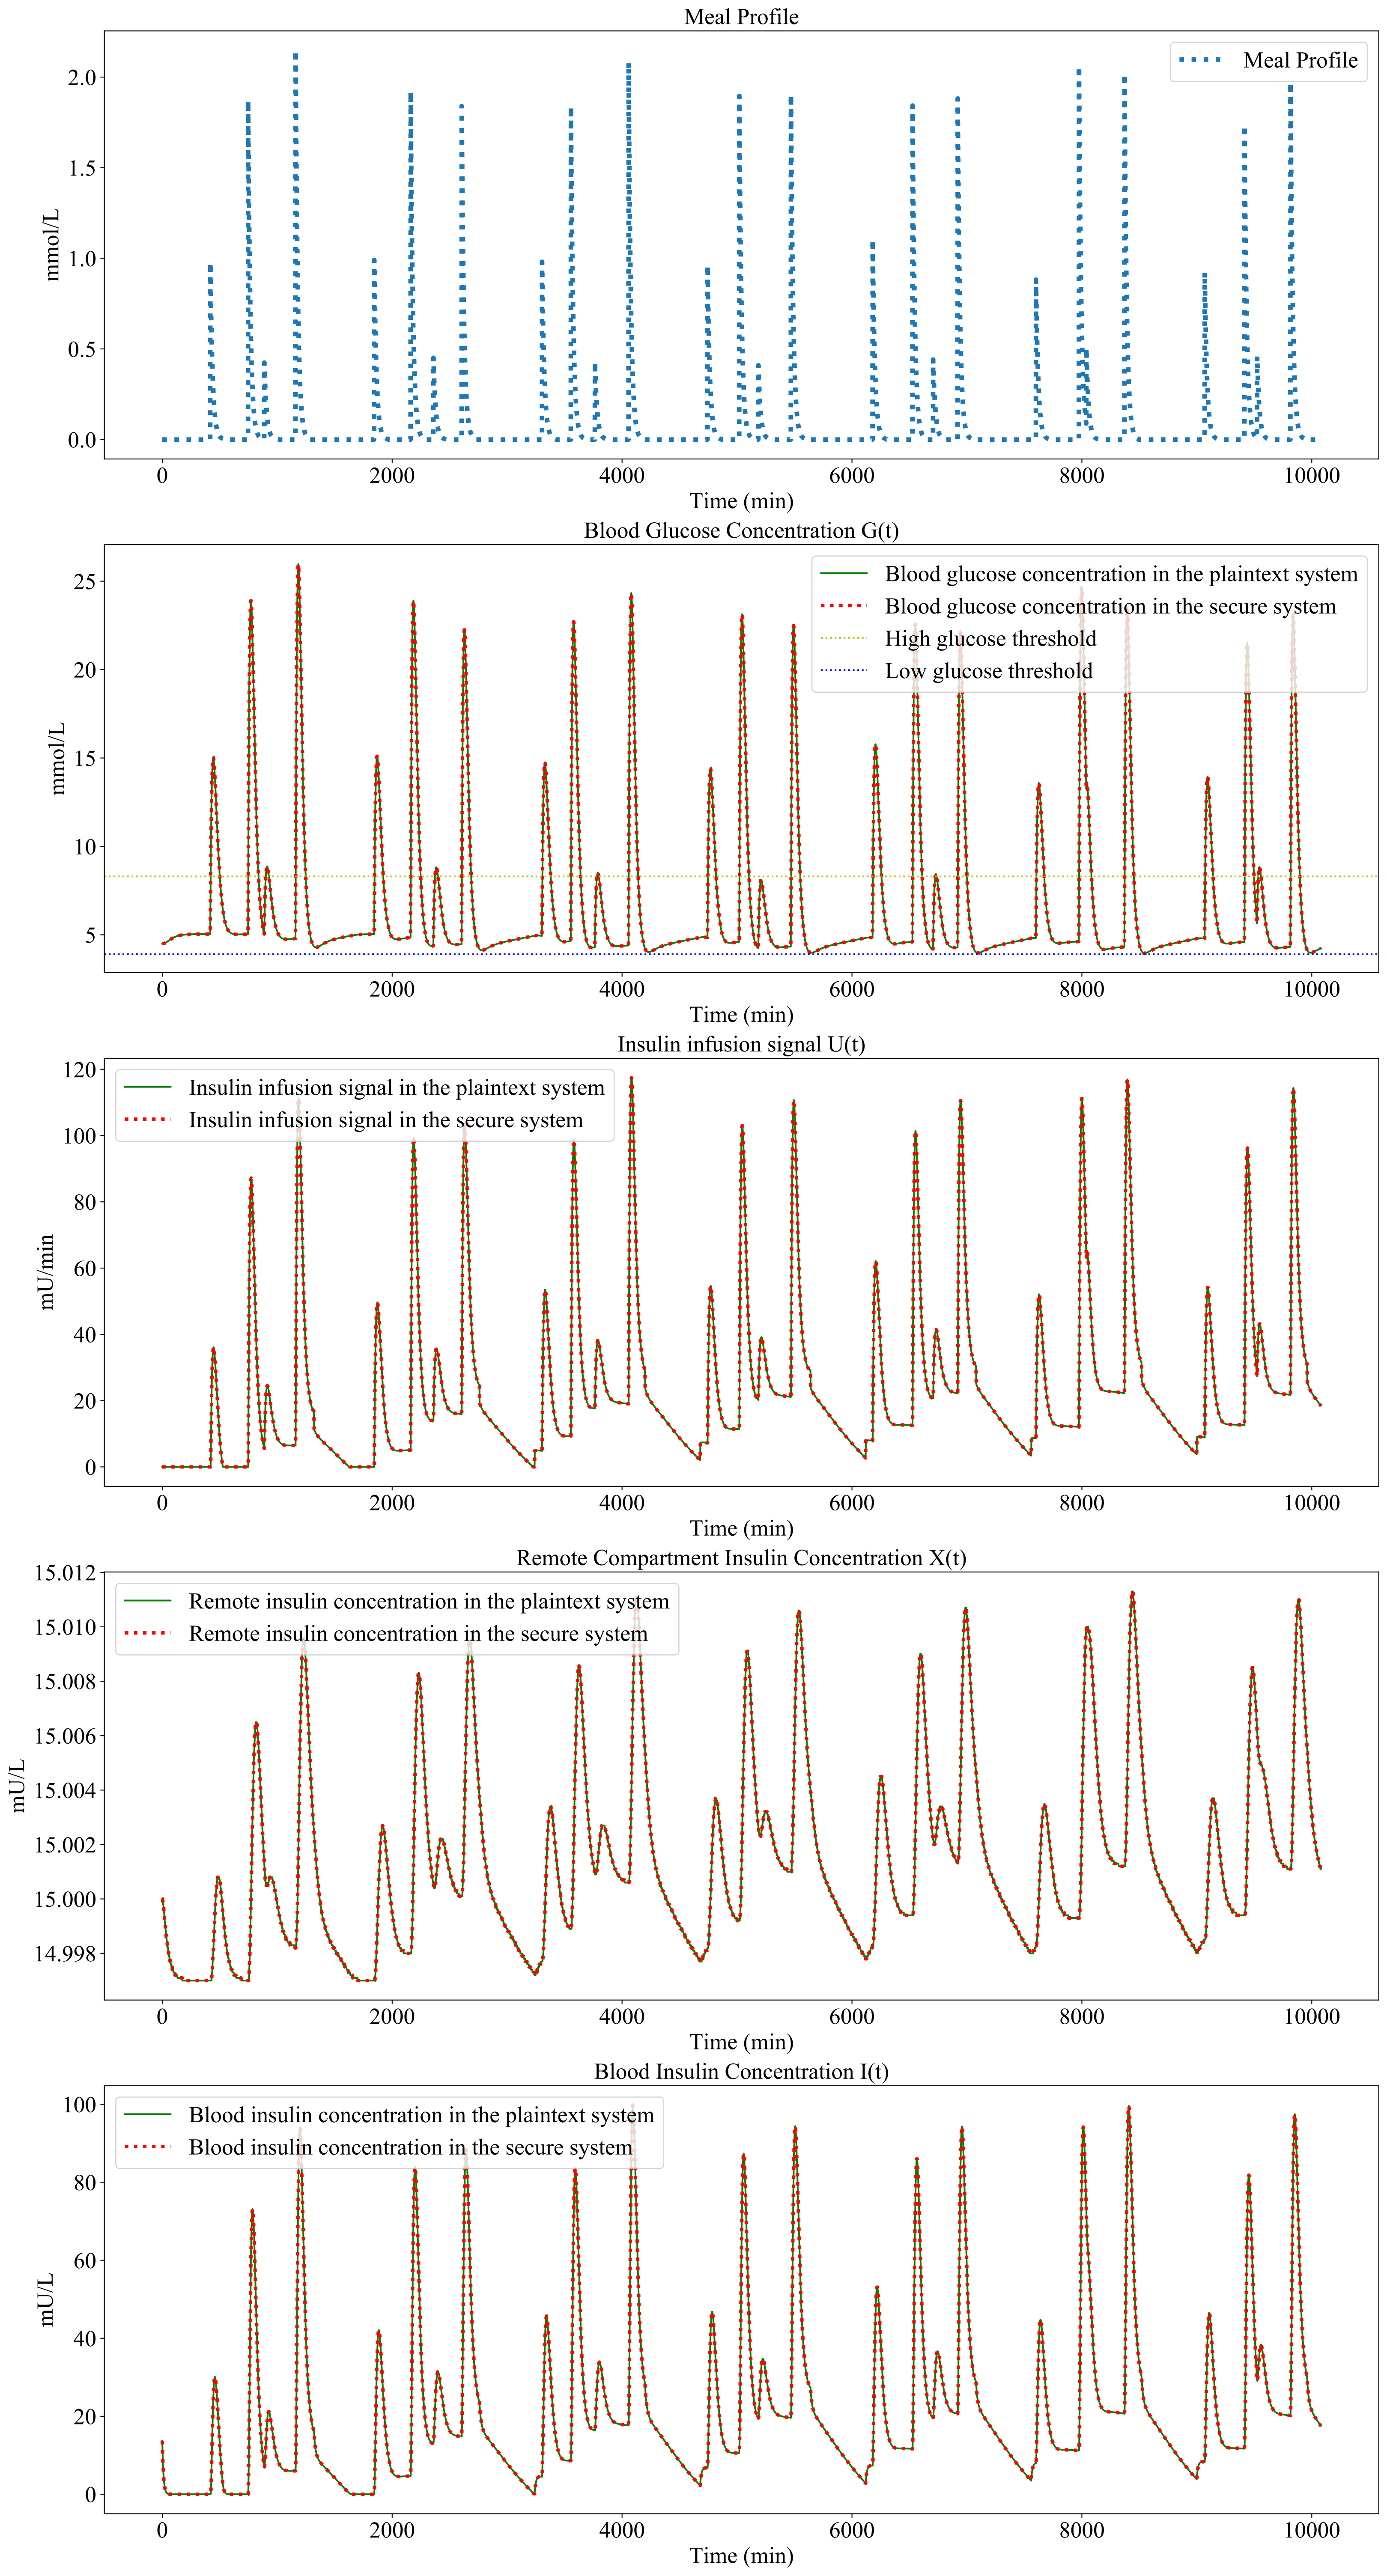 Meal Profile
Meal Profile
mmol/L
2.0
1.5
1.0
0.5
0.0
0 2000 4000 6000 8000 10000
Time (min)
Blood Glucose Concentration G(t)
Blood glucose concentration in the plaintext system
Blood glucose concentration in the secure system
High glucose threshold
Low glucose threshold
mmol/L
25
20
15
10
5
0 2000 4000 6000 8000 10000
Time (min)
Insulin infusion signal U(t)
Insulin infusion signal in the plaintext system
Insulin infusion signal in the secure system
mU/min
120
100
80
60
40
20
0
0 2000 4000 6000 8000 10000
Time (min)
Remote Compartment Insulin Concentration X(t)
Remote insulin concentration in the plaintext system
Remote insulin concentration in the secure system
mU/L
15.012
15.010
15.008
15.006
15.004
15.002
15.000
14.998
0 2000 4000 6000 8000 10000
Time (min)
Blood Insulin Concentration I(t)
Blood insulin concentration in the plaintext system
Blood insulin concentration in the secure system
mU/L
100
80
60
40
20
0
0 2000 4000 6000 8000 10000
Time (min)